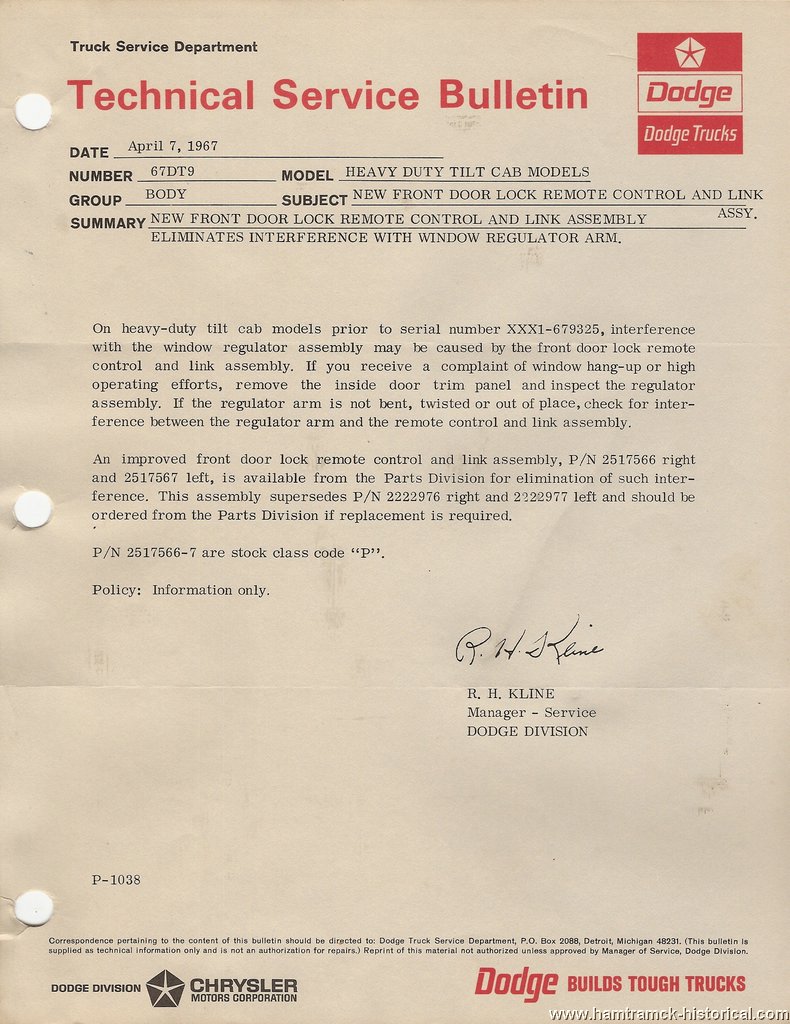 Truck Service Department
Technical Service Bulletin
Dodge
Dodge Trucks
DATE April 7, 1967
NUMBER 67DT9 MODEL HEAVY DUTY TILT CAB MODELS
GROUP BODY SUBJECT NEW FRONT DOOR LOCK REMOTE CONTROL AND LINK
ASSY.
SUMMARY NEW FRONT DOOR LOCK REMOTE CONTROL AND LINK ASSEMBLY
ELIMINATES INTERFERENCE WITH WINDOW REGULATOR ARM.
On heavy-duty tilt cab models prior to serial number XXX1-679325, interference
with the window regulator assembly may be caused by the front door lock remote
control and link assembly. If you receive a complaint of window hang-up or high
operating efforts, remove the inside door trim panel and inspect the regulator
assembly. If the regulator arm is not bent, twisted or out of place, check for inter-
ference between the regulator arm and the remote control and link assembly.
An improved front door lock remote control and link assembly, P/N 2517566 right
and 2517567 left, is available from the Parts Division for elimination of such inter-
ference. This assembly supersedes P/N 2222976 right and 2222977 left and should be
ordered from the Parts Division if replacement is required.
P/N 2517566-7 are stock class code “P”.
Policy: Information only.
R. H. Kline
R. H. KLINE
Manager - Service
DODGE DIVISION
P-1038
Correspondence pertaining to the content of this bulletin should be directed to: Dodge Truck Service Department, P.O. Box 2088, Detroit, Michigan 48231. (This bulletin is
supplied as technical information only and is not an authorization for repairs.) Reprint of this material not authorized unless approved by Manager of Service, Dodge Division.
DODGE DIVISION CHRYSLER
MOTORS CORPORATION
Dodge BUILDS TOUGH TRUCKS
www.hamtramck-historical.com